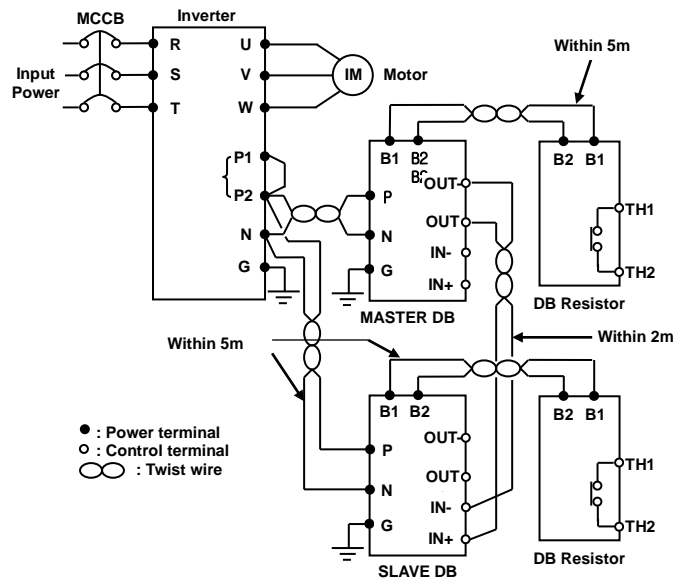 MCCB
Inverter
Within 5m
R
U
Input
Power
S
V
IM
Motor
T
W
B1
B2
B2
B2
B1
P1
OUT-
P2
P
TH1
OUT
N
N
IN-
G
G
IN+
TH2
MASTER DB
DB Resistor
Within 5m
Within 2m
B1
B2
B2
B1
● : Power terminal
○ : Control terminal
: Twist wire
OUT-
P
TH1
OUT
N
IN-
G
IN+
TH2
SLAVE DB
DB Resistor